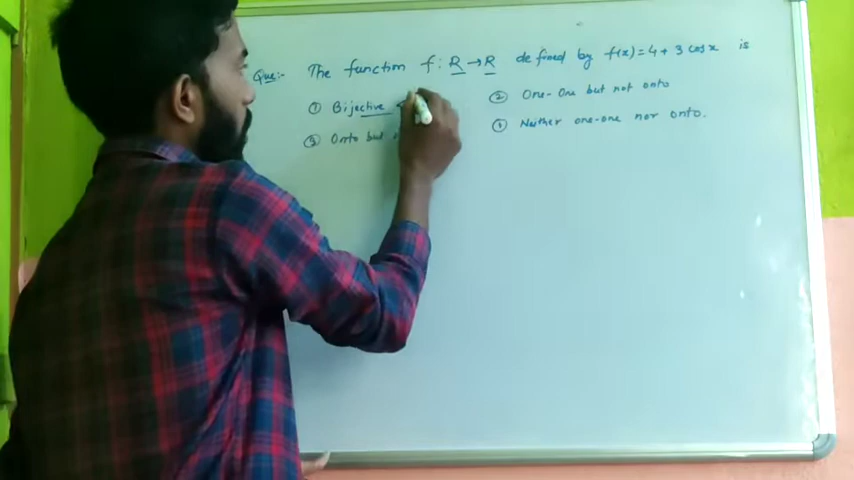 Que:- The function f: R → R defined by f(x) = 4 + 3 cos x is
① Bijective ② One-One but not onto
③ Onto but ④ Neither one-one nor onto.